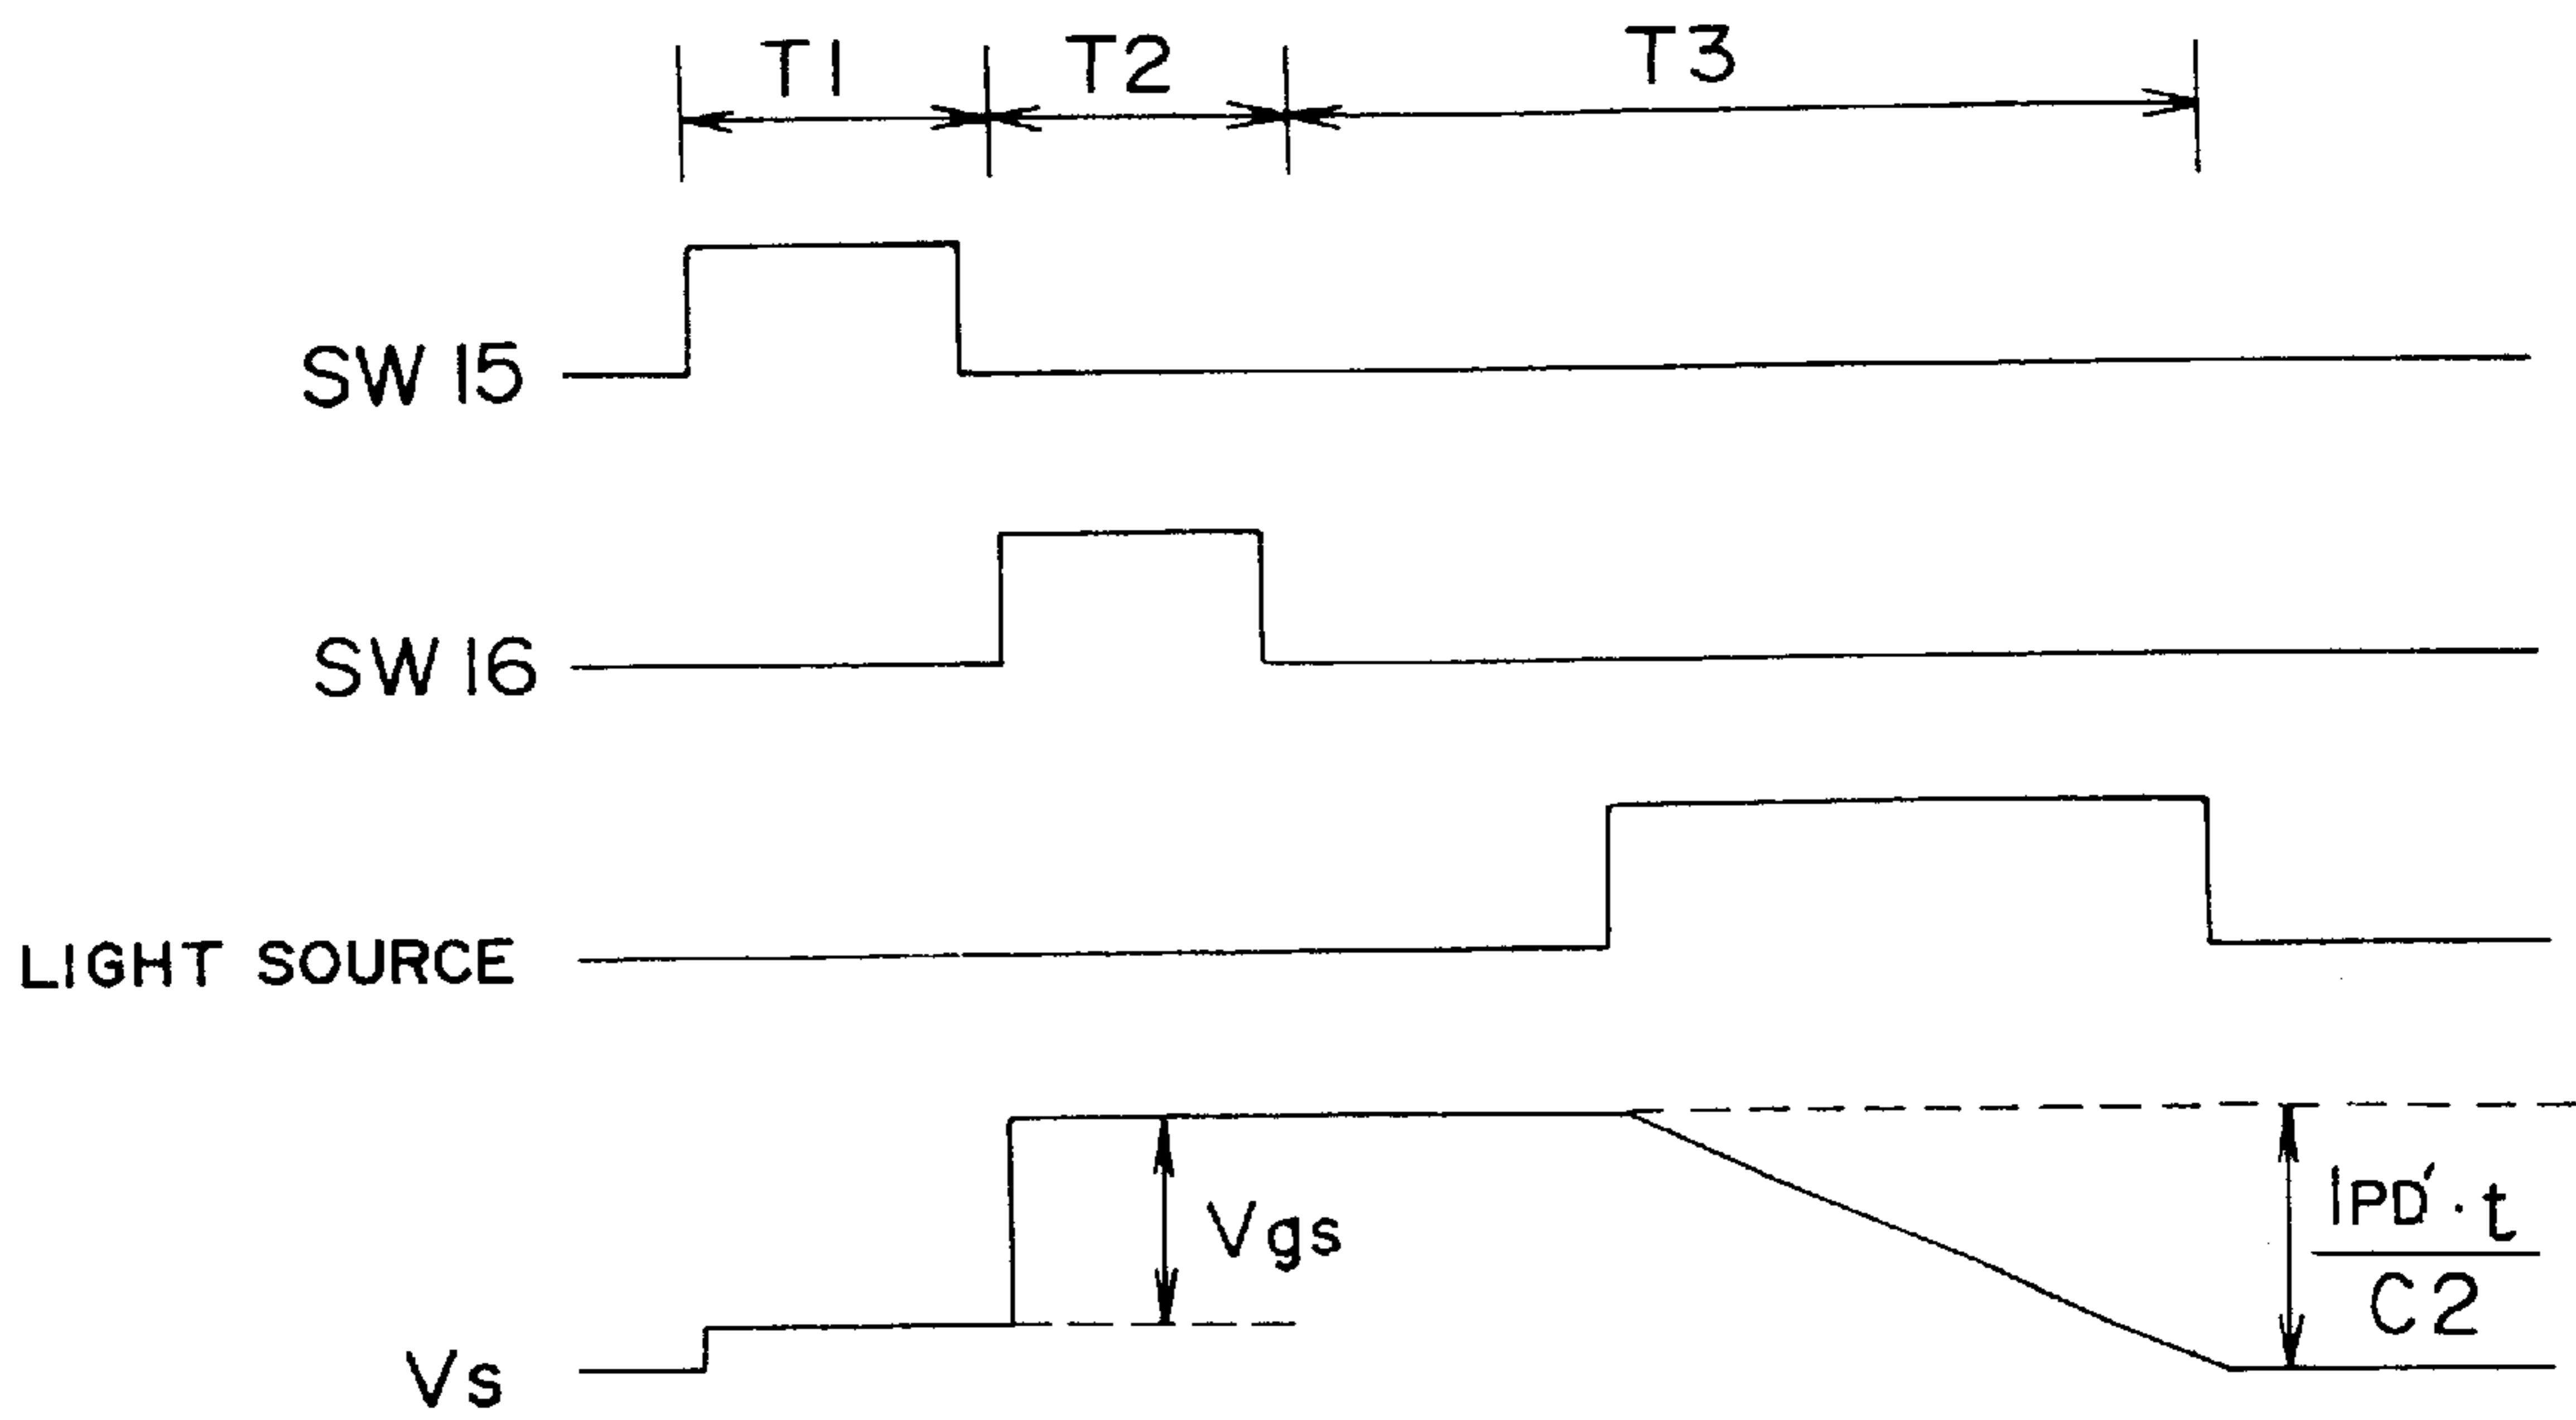 T1 T2 T3
SW 15
SW 16
LIGHT SOURCE
Vgs
IPD′・t
C2
Vs